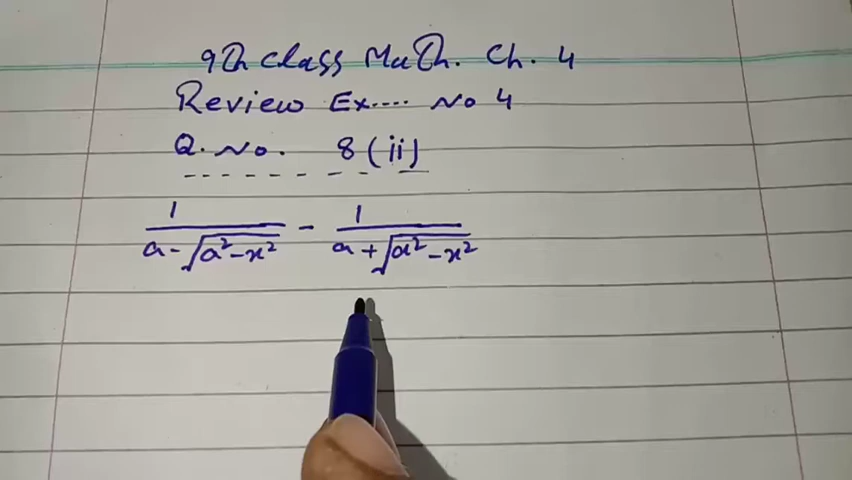 9Th Class MaTh. Ch. 4
Review Ex.... No 4
Q. No. 8 (ii)
1/(a-√(a²-x²)) - 1/(a+√(a²-x²))